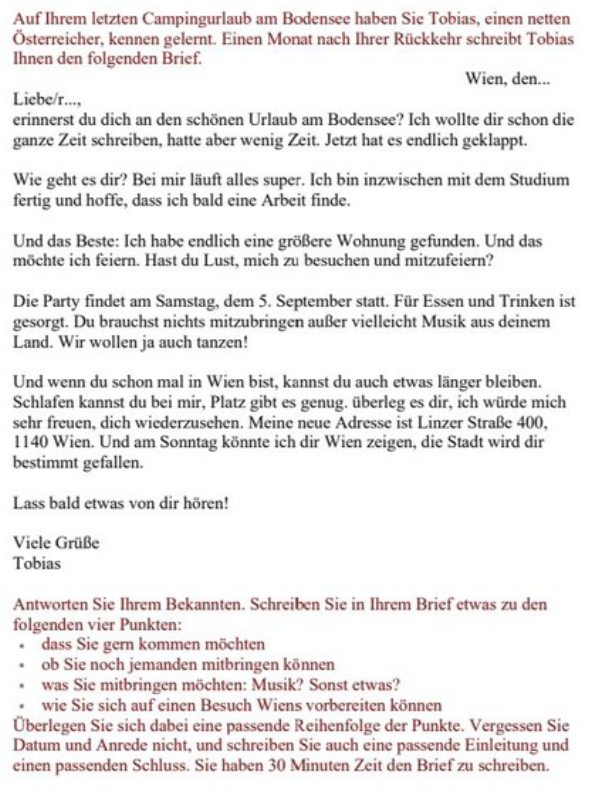 Auf Ihrem letzten Campingurlaub am Bodensee haben Sie Tobias, einen netten
Österreicher, kennen gelernt. Einen Monat nach Ihrer Rückkehr schreibt Tobias
Ihnen den folgenden Brief.
Wien, den...
Liebe/r...,
erinnerst du dich an den schönen Urlaub am Bodensee? Ich wollte dir schon die
ganze Zeit schreiben, hatte aber wenig Zeit. Jetzt hat es endlich geklappt.
Wie geht es dir? Bei mir läuft alles super. Ich bin inzwischen mit dem Studium
fertig und hoffe, dass ich bald eine Arbeit finde.
Und das Beste: Ich habe endlich eine größere Wohnung gefunden. Und das
möchte ich feiern. Hast du Lust, mich zu besuchen und mitzufeiern?
Die Party findet am Samstag, dem 5. September statt. Für Essen und Trinken ist
gesorgt. Du brauchst nichts mitzubringen außer vielleicht Musik aus deinem
Land. Wir wollen ja auch tanzen!
Und wenn du schon mal in Wien bist, kannst du auch etwas länger bleiben.
Schlafen kannst du bei mir, Platz gibt es genug. überleg es dir, ich würde mich
sehr freuen, dich wiederzusehen. Meine neue Adresse ist Linzer Straße 400,
1140 Wien. Und am Sonntag könnte ich dir Wien zeigen, die Stadt wird dir
bestimmt gefallen.
Lass bald etwas von dir hören!
Viele Grüße
Tobias
Antworten Sie Ihrem Bekannten. Schreiben Sie in Ihrem Brief etwas zu den
folgenden vier Punkten:
• dass Sie gern kommen möchten
• ob Sie noch jemanden mitbringen können
• was Sie mitbringen möchten: Musik? Sonst etwas?
• wie Sie sich auf einen Besuch Wiens vorbereiten können
Überlegen Sie sich dabei eine passende Reihenfolge der Punkte. Vergessen Sie
Datum und Anrede nicht, und schreiben Sie auch eine passende Einleitung und
einen passenden Schluss. Sie haben 30 Minuten Zeit den Brief zu schreiben.